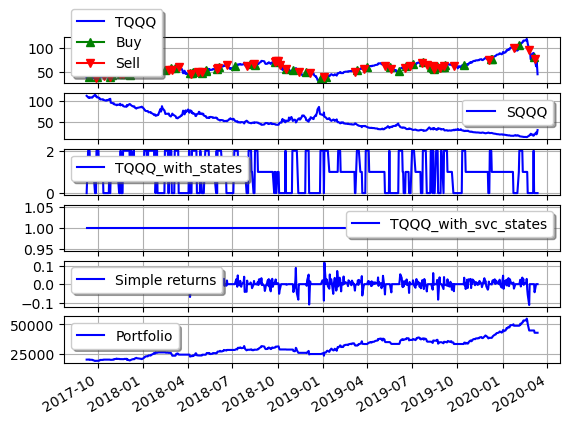 TQQQ
Buy
Sell
100
50
SQQQ
100
50
TQQQ_with_states
2
0
TQQQ_with_svc_states
1.05
1.00
0.95
Simple returns
0.1
0.0
−0.1
Portfolio
50000
25000
2017-10 2018-01 2018-04 2018-07 2018-10 2019-01 2019-04 2019-07 2019-10 2020-01 2020-04